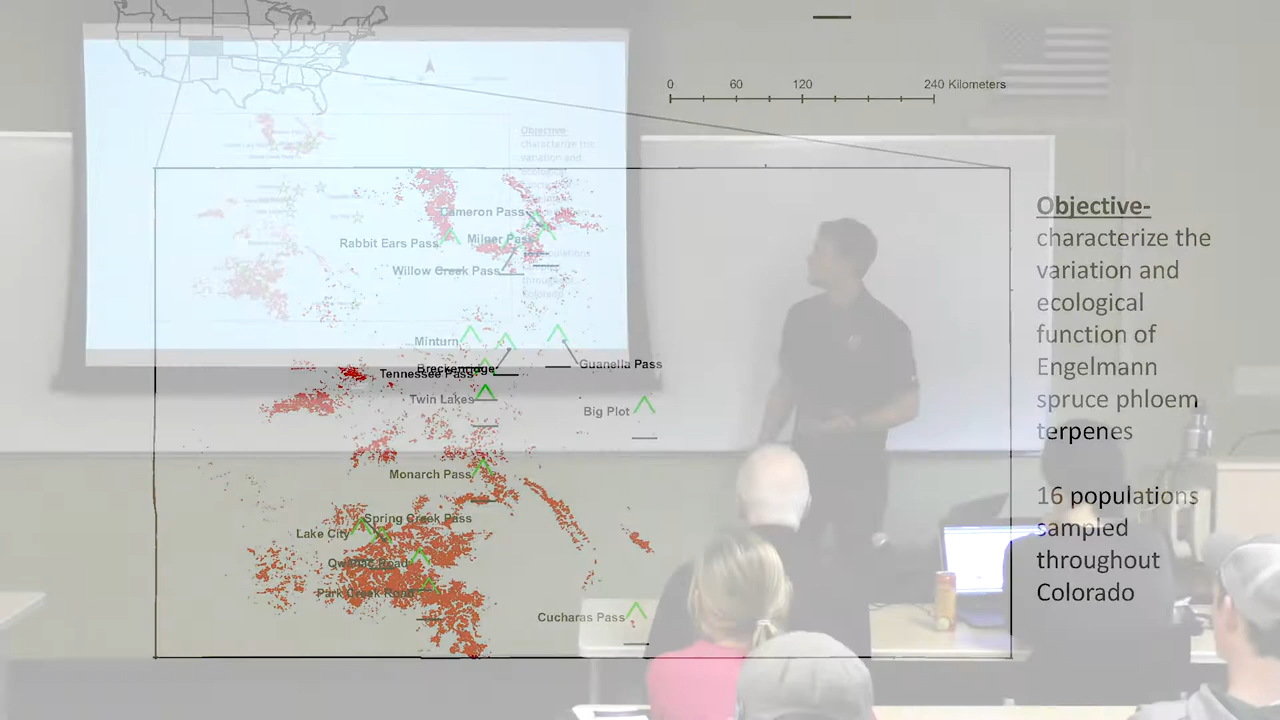 0 60 120 240 Kilometers
Cameron Pass
Rabbit Ears Pass
Milner Pass
Willow Creek Pass
Minturn
Guanella Pass
Breckenridge
Tennessee Pass
Twin Lakes
Big Plot
Monarch Pass
Spring Creek Pass
Lake City
Park Creek Road
Cucharas Pass
Objective-
characterize the
variation and
ecological
function of
Engelmann
spruce phloem
terpenes
16 populations
sampled
throughout
Colorado